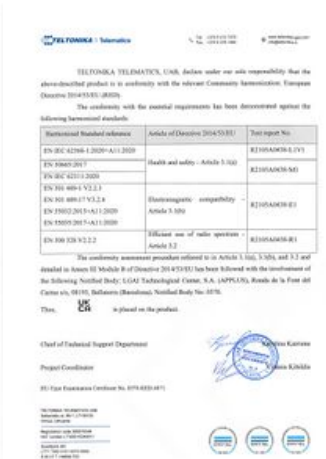 TELTONIKA | Telematics
TELTONIKA TELEMATICS, UAB, declare under our sole responsibility that the
above-described product is in conformity with the relevant Community harmonization: European
Directive 2014/53/EU (RED).
The conformity with the essential requirements has been demonstrated against the
following harmonized standards:
Harmonized Standard reference
Article of Directive 2014/53/EU
Test report No.
EN IEC 62368-1:2020+A11:2020
EN 50665:2017
EN IEC 62311:2020
Health and safety - Article 3.1(a)
EN 301 489-1 V2.2.3
EN 301 489-17 V3.2.4
EN 55032:2015+A11:2020
EN 55035:2017+A11:2020
Electromagnetic compatibility -
Article 3.1(b)
EN 300 328 V2.2.2
Efficient use of radio spectrum -
Article 3.2
The conformity assessment procedure referred to in Article 3.1(a), 3.1(b), and 3.2 and
detailed in Annex III Module B of Directive 2014/53/EU has been followed with the involvement of
the following Notified Body: LGAI Technological Center, S.A. (APPLUS), Ronda de la Font del
Carme s/n, 08193, Bellaterra (Barcelona). Notified Body No: 0370.
Thus, UK CA is placed on the product.
Chief of Technical Support Department
Project Coordinator
EU-Type Examination Certificate No.